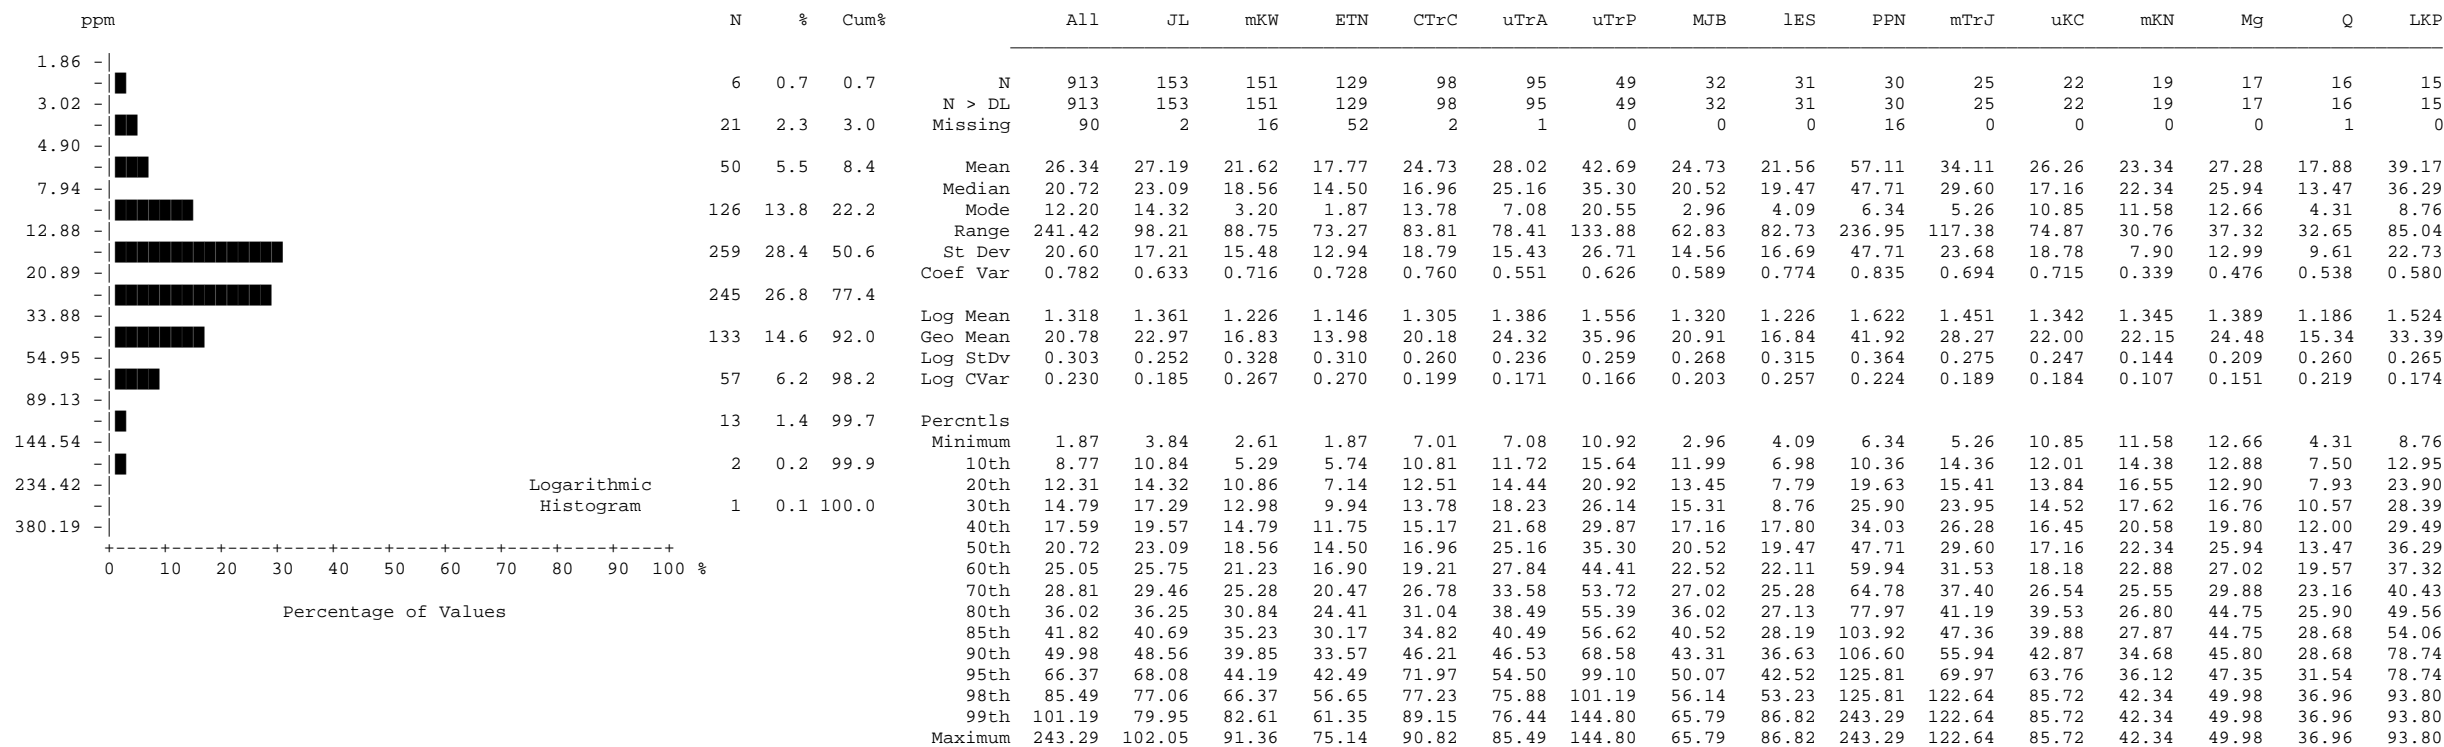 ppm N % Cum% All JL mKW ETN CTrC uTrA uTrP MJB lES PPN mTrJ uKC mKN Mg Q LKP
1.86
6 0.7 0.7 N 913 153 151 129 98 95 49 32 31 30 25 22 19 17 16 15
3.02 N > DL 913 153 151 129 98 95 49 32 31 30 25 22 19 17 16 15
21 2.3 3.0 Missing 90 2 16 52 2 1 0 0 0 16 0 0 0 0 1 0
4.90
50 5.5 8.4 Mean 26.34 27.19 21.62 17.77 24.73 28.02 42.69 24.73 21.56 57.11 34.11 26.26 23.34 27.28 17.88 39.17
7.94 Median 20.72 23.09 18.56 14.50 16.96 25.16 35.30 20.52 19.47 47.71 29.60 17.16 22.34 25.94 13.47 36.29
126 13.8 22.2 Mode 12.20 14.32 3.20 1.87 13.78 7.08 20.55 2.96 4.09 6.34 5.26 10.85 11.58 12.66 4.31 8.76
12.88 Range 241.42 98.21 88.75 73.27 83.81 78.41 133.88 62.83 82.73 236.95 117.38 74.87 30.76 37.32 32.65 85.04
259 28.4 50.6 St Dev 20.60 17.21 15.48 12.94 18.79 15.43 26.71 14.56 16.69 47.71 23.68 18.78 7.90 12.99 9.61 22.73
20.89 Coef Var 0.782 0.633 0.716 0.728 0.760 0.551 0.626 0.589 0.774 0.835 0.694 0.715 0.339 0.476 0.538 0.580
245 26.8 77.4
33.88 Log Mean 1.318 1.361 1.226 1.146 1.305 1.386 1.556 1.320 1.226 1.622 1.451 1.342 1.345 1.389 1.186 1.524
133 14.6 92.0 Geo Mean 20.78 22.97 16.83 13.98 20.18 24.32 35.96 20.91 16.84 41.92 28.27 22.00 22.15 24.48 15.34 33.39
54.95 Log StDv 0.303 0.252 0.328 0.310 0.260 0.236 0.259 0.268 0.315 0.364 0.275 0.247 0.144 0.209 0.260 0.265
57 6.2 98.2 Log CVar 0.230 0.185 0.267 0.270 0.199 0.171 0.166 0.203 0.257 0.224 0.189 0.184 0.107 0.151 0.219 0.174
89.13
13 1.4 99.7 Percntls
144.54 Minimum 1.87 3.84 2.61 1.87 7.01 7.08 10.92 2.96 4.09 6.34 5.26 10.85 11.58 12.66 4.31 8.76
2 0.2 99.9 10th 8.77 10.84 5.29 5.74 10.81 11.72 15.64 11.99 6.98 10.36 14.36 12.01 14.38 12.88 7.50 12.95
234.42 Logarithmic 20th 12.31 14.32 10.86 7.14 12.51 14.44 20.92 13.45 7.79 19.63 15.41 13.84 16.55 12.90 7.93 23.90
Histogram 1 0.1 100.0 30th 14.79 17.29 12.98 9.94 13.78 18.23 26.14 15.31 8.76 25.90 23.95 14.52 17.62 16.76 10.57 28.39
380.19 40th 17.59 19.57 14.79 11.75 15.17 21.68 29.87 17.16 17.80 34.03 26.28 16.45 20.58 19.80 12.00 29.49
50th 20.72 23.09 18.56 14.50 16.96 25.16 35.30 20.52 19.47 47.71 29.60 17.16 22.34 25.94 13.47 36.29
0 10 20 30 40 50 60 70 80 90 100 % 60th 25.05 25.75 21.23 16.90 19.21 27.84 44.41 22.52 22.11 59.94 31.53 18.18 22.88 27.02 19.57 37.32
70th 28.81 29.46 25.28 20.47 26.78 33.58 53.72 27.02 25.28 64.78 37.40 26.54 25.55 29.88 23.16 40.43
Percentage of Values 80th 36.02 36.25 30.84 24.41 31.04 38.49 55.39 36.02 27.13 77.97 41.19 39.53 26.80 44.75 25.90 49.56
85th 41.82 40.69 35.23 30.17 34.82 40.49 56.62 40.52 28.19 103.92 47.36 39.88 27.87 44.75 28.68 54.06
90th 49.98 48.56 39.85 33.57 46.21 46.53 68.58 43.31 36.63 106.60 55.94 42.87 34.68 45.80 28.68 78.74
95th 66.37 68.08 44.19 42.49 71.97 54.50 99.10 50.07 42.52 125.81 69.97 63.76 36.12 47.35 31.54 78.74
98th 85.49 77.06 66.37 56.65 77.23 75.88 101.19 56.14 53.23 125.81 122.64 85.72 42.34 49.98 36.96 93.80
99th 101.19 79.95 82.61 61.35 89.15 76.44 144.80 65.79 86.82 243.29 122.64 85.72 42.34 49.98 36.96 93.80
Maximum 243.29 102.05 91.36 75.14 90.82 85.49 144.80 65.79 86.82 243.29 122.64 85.72 42.34 49.98 36.96 93.80